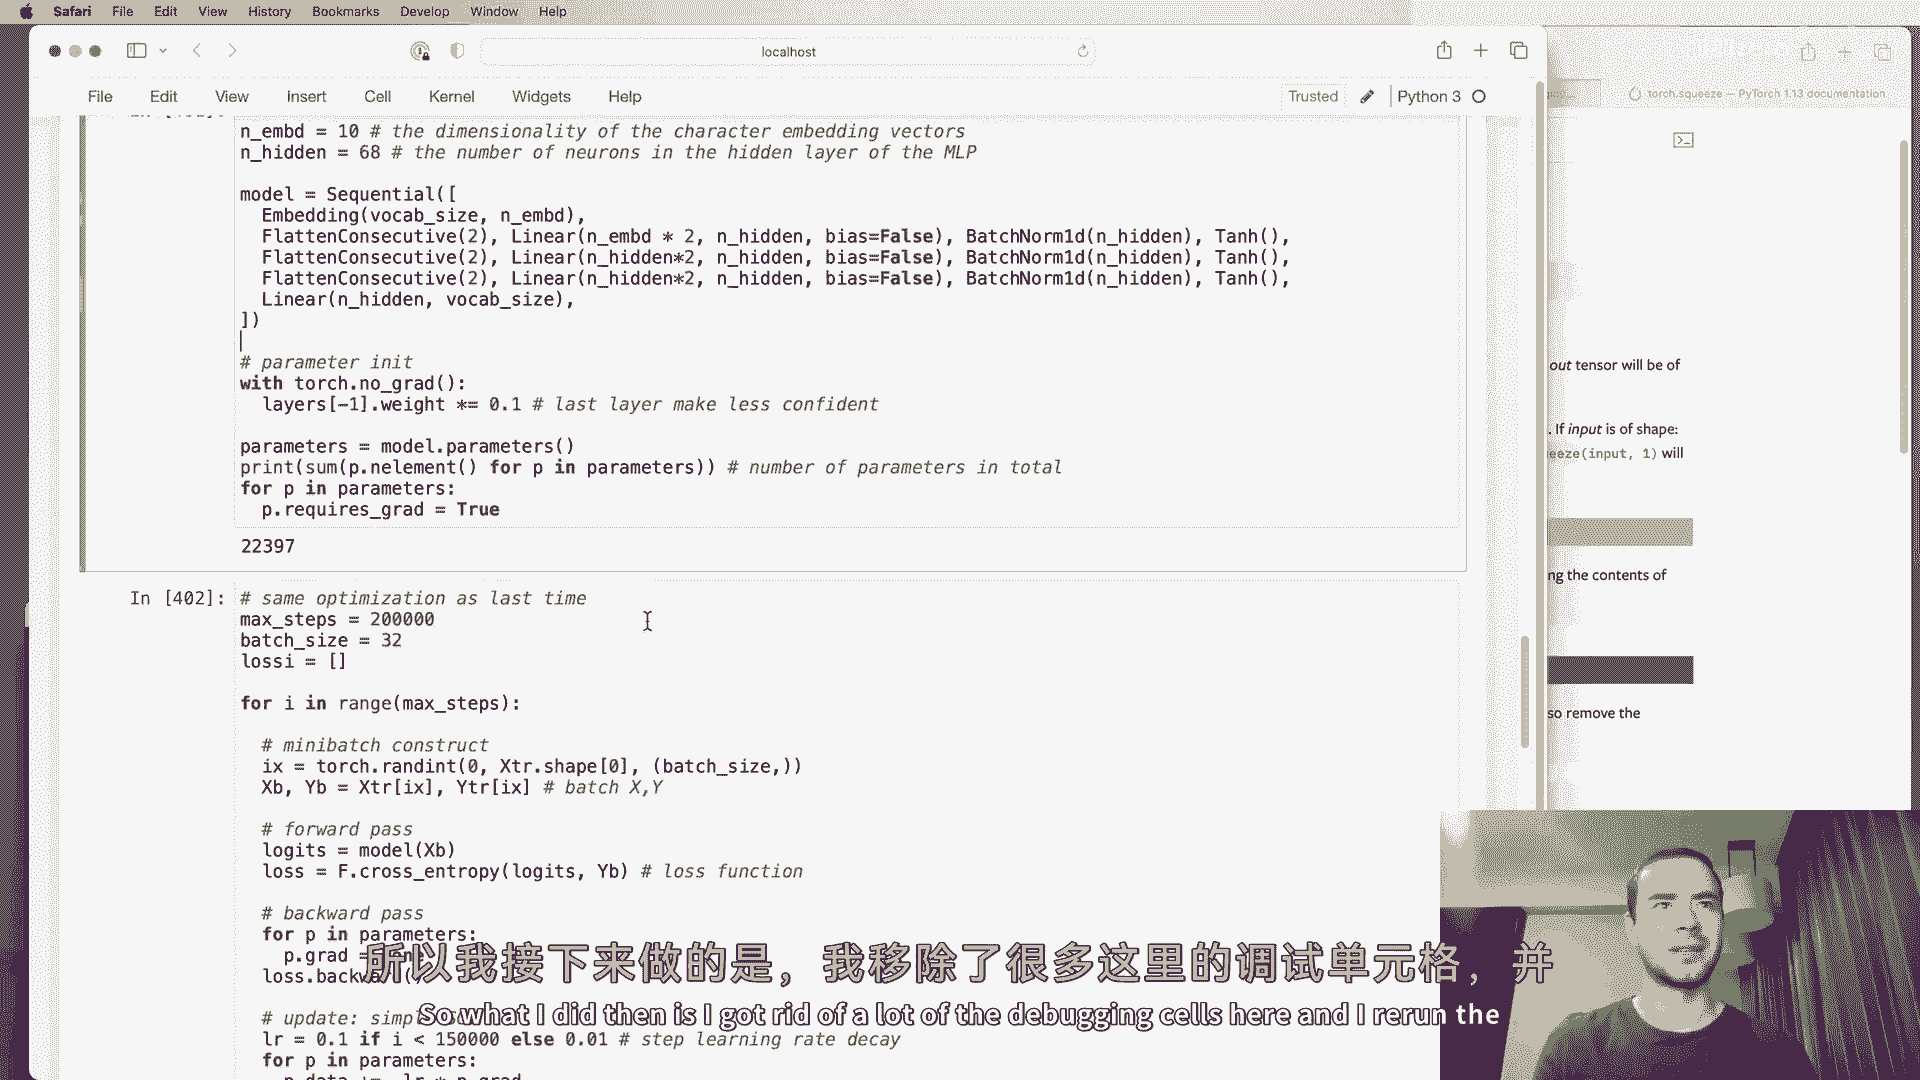 Safari File Edit View History Bookmarks Develop Window Help
localhost
File Edit View Insert Cell Kernel Widgets Help
Trusted Python 3
n_embd = 10 # the dimensionality of the character embedding vectors
n_hidden = 68 # the number of neurons in the hidden layer of the MLP
model = Sequential([
Embedding(vocab_size, n_embd),
FlattenConsecutive(2), Linear(n_embd * 2, n_hidden, bias=False), BatchNorm1d(n_hidden), Tanh(),
FlattenConsecutive(2), Linear(n_hidden*2, n_hidden, bias=False), BatchNorm1d(n_hidden), Tanh(),
FlattenConsecutive(2), Linear(n_hidden*2, n_hidden, bias=False), BatchNorm1d(n_hidden), Tanh(),
Linear(n_hidden, vocab_size),
])
# parameter init
with torch.no_grad():
layers[-1].weight *= 0.1 # last layer make less confident
parameters = model.parameters()
print(sum(p.nelement() for p in parameters)) # number of parameters in total
for p in parameters:
p.requires_grad = True
22397
In [402]: # same optimization as last time
max_steps = 200000
batch_size = 32
lossi = []
for i in range(max_steps):
# minibatch construct
ix = torch.randint(0, Xtr.shape[0], (batch_size,))
Xb, Yb = Xtr[ix], Ytr[ix] # batch X,Y
# forward pass
logits = model(Xb)
loss = F.cross_entropy(logits, Yb) # loss function
# backward pass
for p in parameters:
p.grad =
loss.backwa
# update: simp
lr = 0.1 if i < 150000 else 0.01 # step learning rate decay
for p in parameters:
torch.squeeze — PyTorch 1.13 documentation
out tensor will be of
. If input is of shape:
eeze(input, 1) will
ng the contents of
so remove the
所以我接下来做的是，我移除了很多这里的调试单元格，并
So what I did then is I got rid of a lot of the debugging cells here and I rerun the